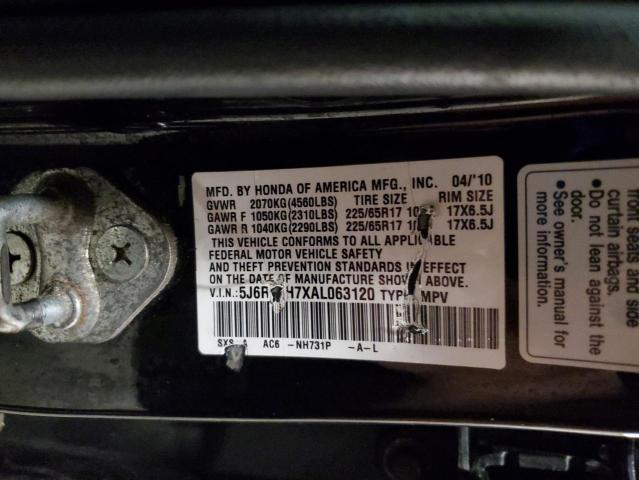 MFD. BY HONDA OF AMERICA MFG., INC. 04/'10
GVWR 2070KG(4560LBS) TIRE SIZE RIM SIZE
GAWR F 1050KG(2310LBS) 225/65R17 17X6.5J
GAWR R 1040KG(2290LBS) 225/65R17 17X6.5J
THIS VEHICLE CONFORMS TO ALL APPLICABLE
FEDERAL MOTOR VEHICLE SAFETY
AND THEFT PREVENTION STANDARDS IN EFFECT
ON THE DATE OF MANUFACTURE SHOWN ABOVE.
V.I.N.: 5J6R H7XAL063120 TYPE: MPV
SXS A AC6 -NH731P -A-L
front seats and side
curtain airbags.
• Do not lean against the
door.
• See owner's manual for
more information.